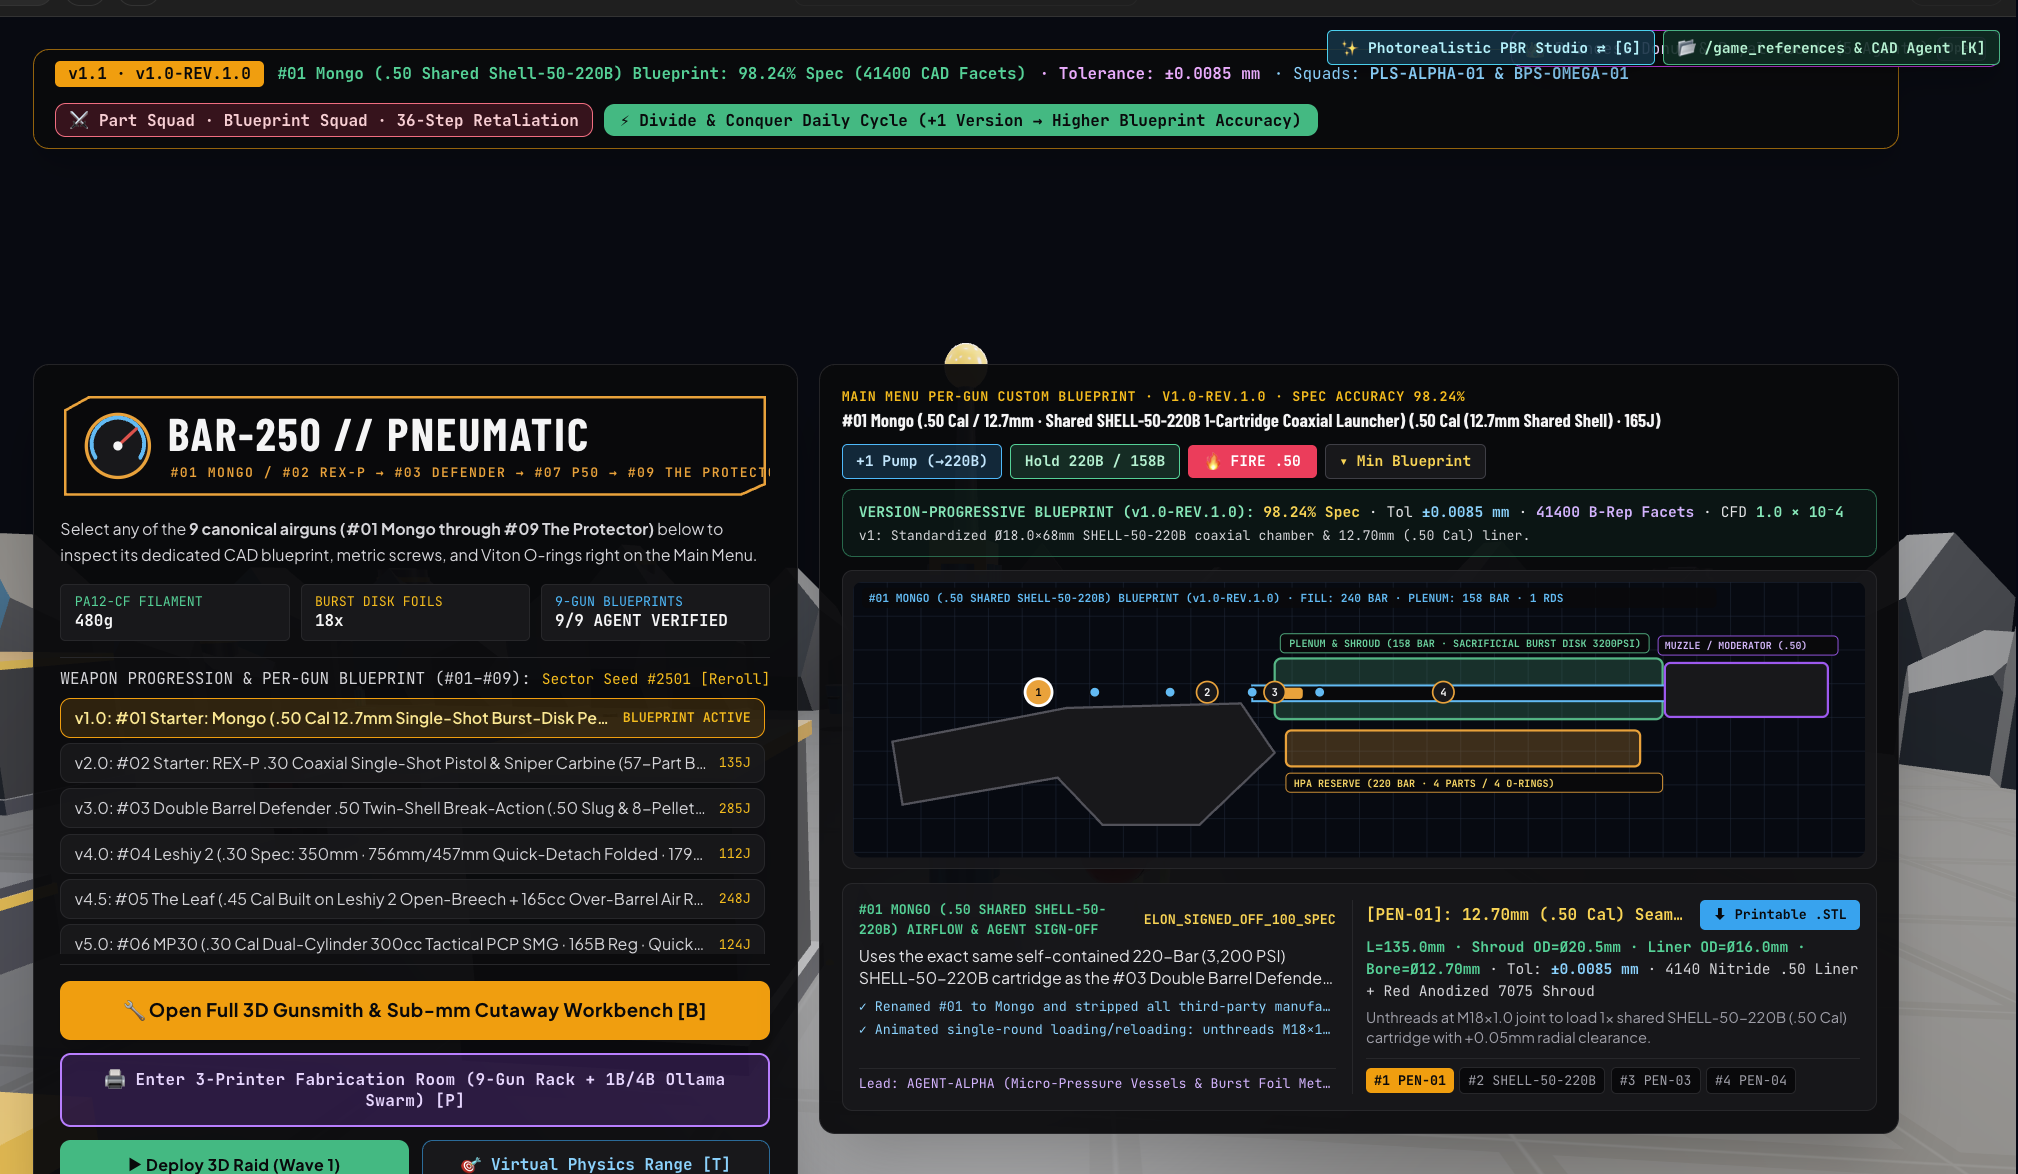 ✨ Photorealistic PBR Studio ⇄ [G]
📂 /game_references & CAD Agent [K]
v1.1 · v1.0-REV.1.0
#01 Mongo (.50 Shared Shell-50-220B) Blueprint: 98.24% Spec (41400 CAD Facets) · Tolerance: ±0.0085 mm · Squads: PLS-ALPHA-01 & BPS-OMEGA-01
⚔ Part Squad · Blueprint Squad · 36-Step Retaliation
⚡ Divide & Conquer Daily Cycle (+1 Version → Higher Blueprint Accuracy)
BAR-250 // PNEUMATIC
#01 MONGO / #02 REX-P → #03 DEFENDER → #07 P50 → #09 THE PROTECT
Select any of the 9 canonical airguns (#01 Mongo through #09 The Protector) below to
inspect its dedicated CAD blueprint, metric screws, and Viton O-rings right on the Main Menu.
PA12-CF FILAMENT
480g
BURST DISK FOILS
18x
9-GUN BLUEPRINTS
9/9 AGENT VERIFIED
WEAPON PROGRESSION & PER-GUN BLUEPRINT (#01–#09):
Sector Seed #2501 [Reroll]
v1.0: #01 Starter: Mongo (.50 Cal 12.7mm Single-Shot Burst-Disk Pe…
BLUEPRINT ACTIVE
v2.0: #02 Starter: REX-P .30 Coaxial Single-Shot Pistol & Sniper Carbine (57-Part B…
135J
v3.0: #03 Double Barrel Defender .50 Twin-Shell Break-Action (.50 Slug & 8-Pellet…
285J
v4.0: #04 Leshiy 2 (.30 Spec: 350mm · 756mm/457mm Quick-Detach Folded · 179…
112J
v4.5: #05 The Leaf (.45 Cal Built on Leshiy 2 Open-Breech + 165cc Over-Barrel Air R…
248J
v5.0: #06 MP30 (.30 Cal Dual-Cylinder 300cc Tactical PCP SMG · 165B Reg · Quick…
124J
🔧 Open Full 3D Gunsmith & Sub-mm Cutaway Workbench [B]
🖨 Enter 3-Printer Fabrication Room (9-Gun Rack + 1B/4B Ollama
Swarm) [P]
▶ Deploy 3D Raid (Wave 1)
🎯 Virtual Physics Range [T]
MAIN MENU PER-GUN CUSTOM BLUEPRINT · V1.0-REV.1.0 · SPEC ACCURACY 98.24%
#01 Mongo (.50 Cal / 12.7mm · Shared SHELL-50-220B 1-Cartridge Coaxial Launcher) (.50 Cal (12.7mm Shared Shell) · 165J)
+1 Pump (→220B)
Hold 220B / 158B
🔥 FIRE .50
▾ Min Blueprint
VERSION-PROGRESSIVE BLUEPRINT (v1.0-REV.1.0): 98.24% Spec · Tol ±0.0085 mm · 41400 B-Rep Facets · CFD 1.0 × 10⁻4
v1: Standardized Ø18.0×68mm SHELL-50-220B coaxial chamber & 12.70mm (.50 Cal) liner.
#01 MONGO (.50 SHARED SHELL-50-220B) BLUEPRINT (v1.0-REV.1.0) · FILL: 240 BAR · PLENUM: 158 BAR · 1 RDS
PLENUM & SHROUD (158 BAR · SACRIFICIAL BURST DISK 3200PSI)
MUZZLE / MODERATOR (.50)
1
2
3
4
HPA RESERVE (220 BAR · 4 PARTS / 4 O-RINGS)
#01 MONGO (.50 SHARED SHELL-50-
220B) AIRFLOW & AGENT SIGN-OFF
ELON_SIGNED_OFF_100_SPEC
Uses the exact same self-contained 220-Bar (3,200 PSI)
SHELL-50-220B cartridge as the #03 Double Barrel Defende…
✓ Renamed #01 to Mongo and stripped all third-party manufa…
✓ Animated single-round loading/reloading: unthreads M18×1…
Lead: AGENT-ALPHA (Micro-Pressure Vessels & Burst Foil Met…
[PEN-01]: 12.70mm (.50 Cal) Seam…
⬇ Printable .STL
L=135.0mm · Shroud OD=Ø20.5mm · Liner OD=Ø16.0mm ·
Bore=Ø12.70mm · Tol: ±0.0085 mm · 4140 Nitride .50 Liner
+ Red Anodized 7075 Shroud
Unthreads at M18×1.0 joint to load 1x shared SHELL-50-220B (.50 Cal)
cartridge with +0.05mm radial clearance.
#1 PEN-01
#2 SHELL-50-220B
#3 PEN-03
#4 PEN-04